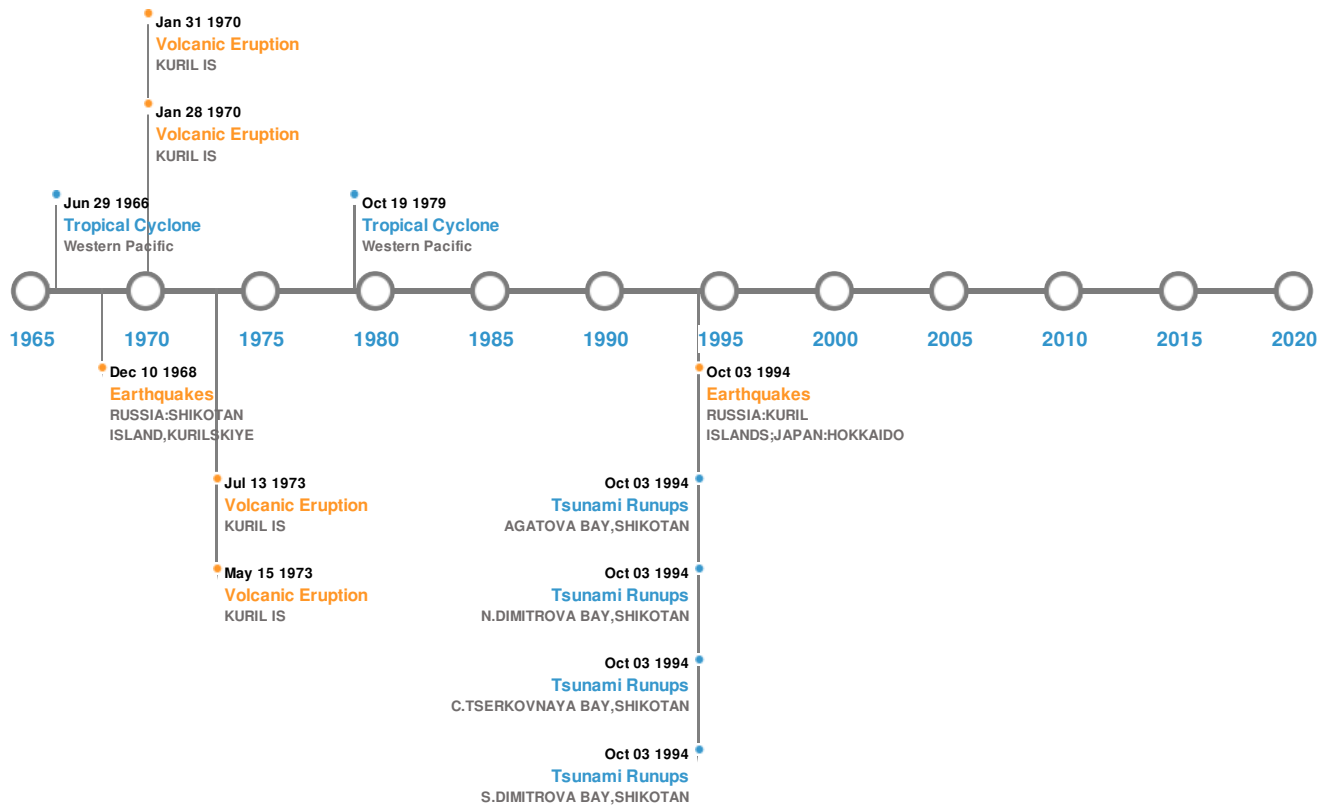 Jan 31 1970
Volcanic Eruption
KURIL IS
Jan 28 1970
Volcanic Eruption
KURIL IS
Jun 29 1966
Tropical Cyclone
Western Pacific
Oct 19 1979
Tropical Cyclone
Western Pacific
1965 1970 1975 1980 1985 1990 1995 2000 2005 2010 2015 2020
Dec 10 1968
Earthquakes
RUSSIA:SHIKOTAN
ISLAND,KURILSKIYE
Oct 03 1994
Earthquakes
RUSSIA:KURIL
ISLANDS;JAPAN:HOKKAIDO
Jul 13 1973
Volcanic Eruption
KURIL IS
Oct 03 1994
Tsunami Runups
AGATOVA BAY,SHIKOTAN
May 15 1973
Volcanic Eruption
KURIL IS
Oct 03 1994
Tsunami Runups
N.DIMITROVA BAY,SHIKOTAN
Oct 03 1994
Tsunami Runups
C.TSERKOVNAYA BAY,SHIKOTAN
Oct 03 1994
Tsunami Runups
S.DIMITROVA BAY,SHIKOTAN